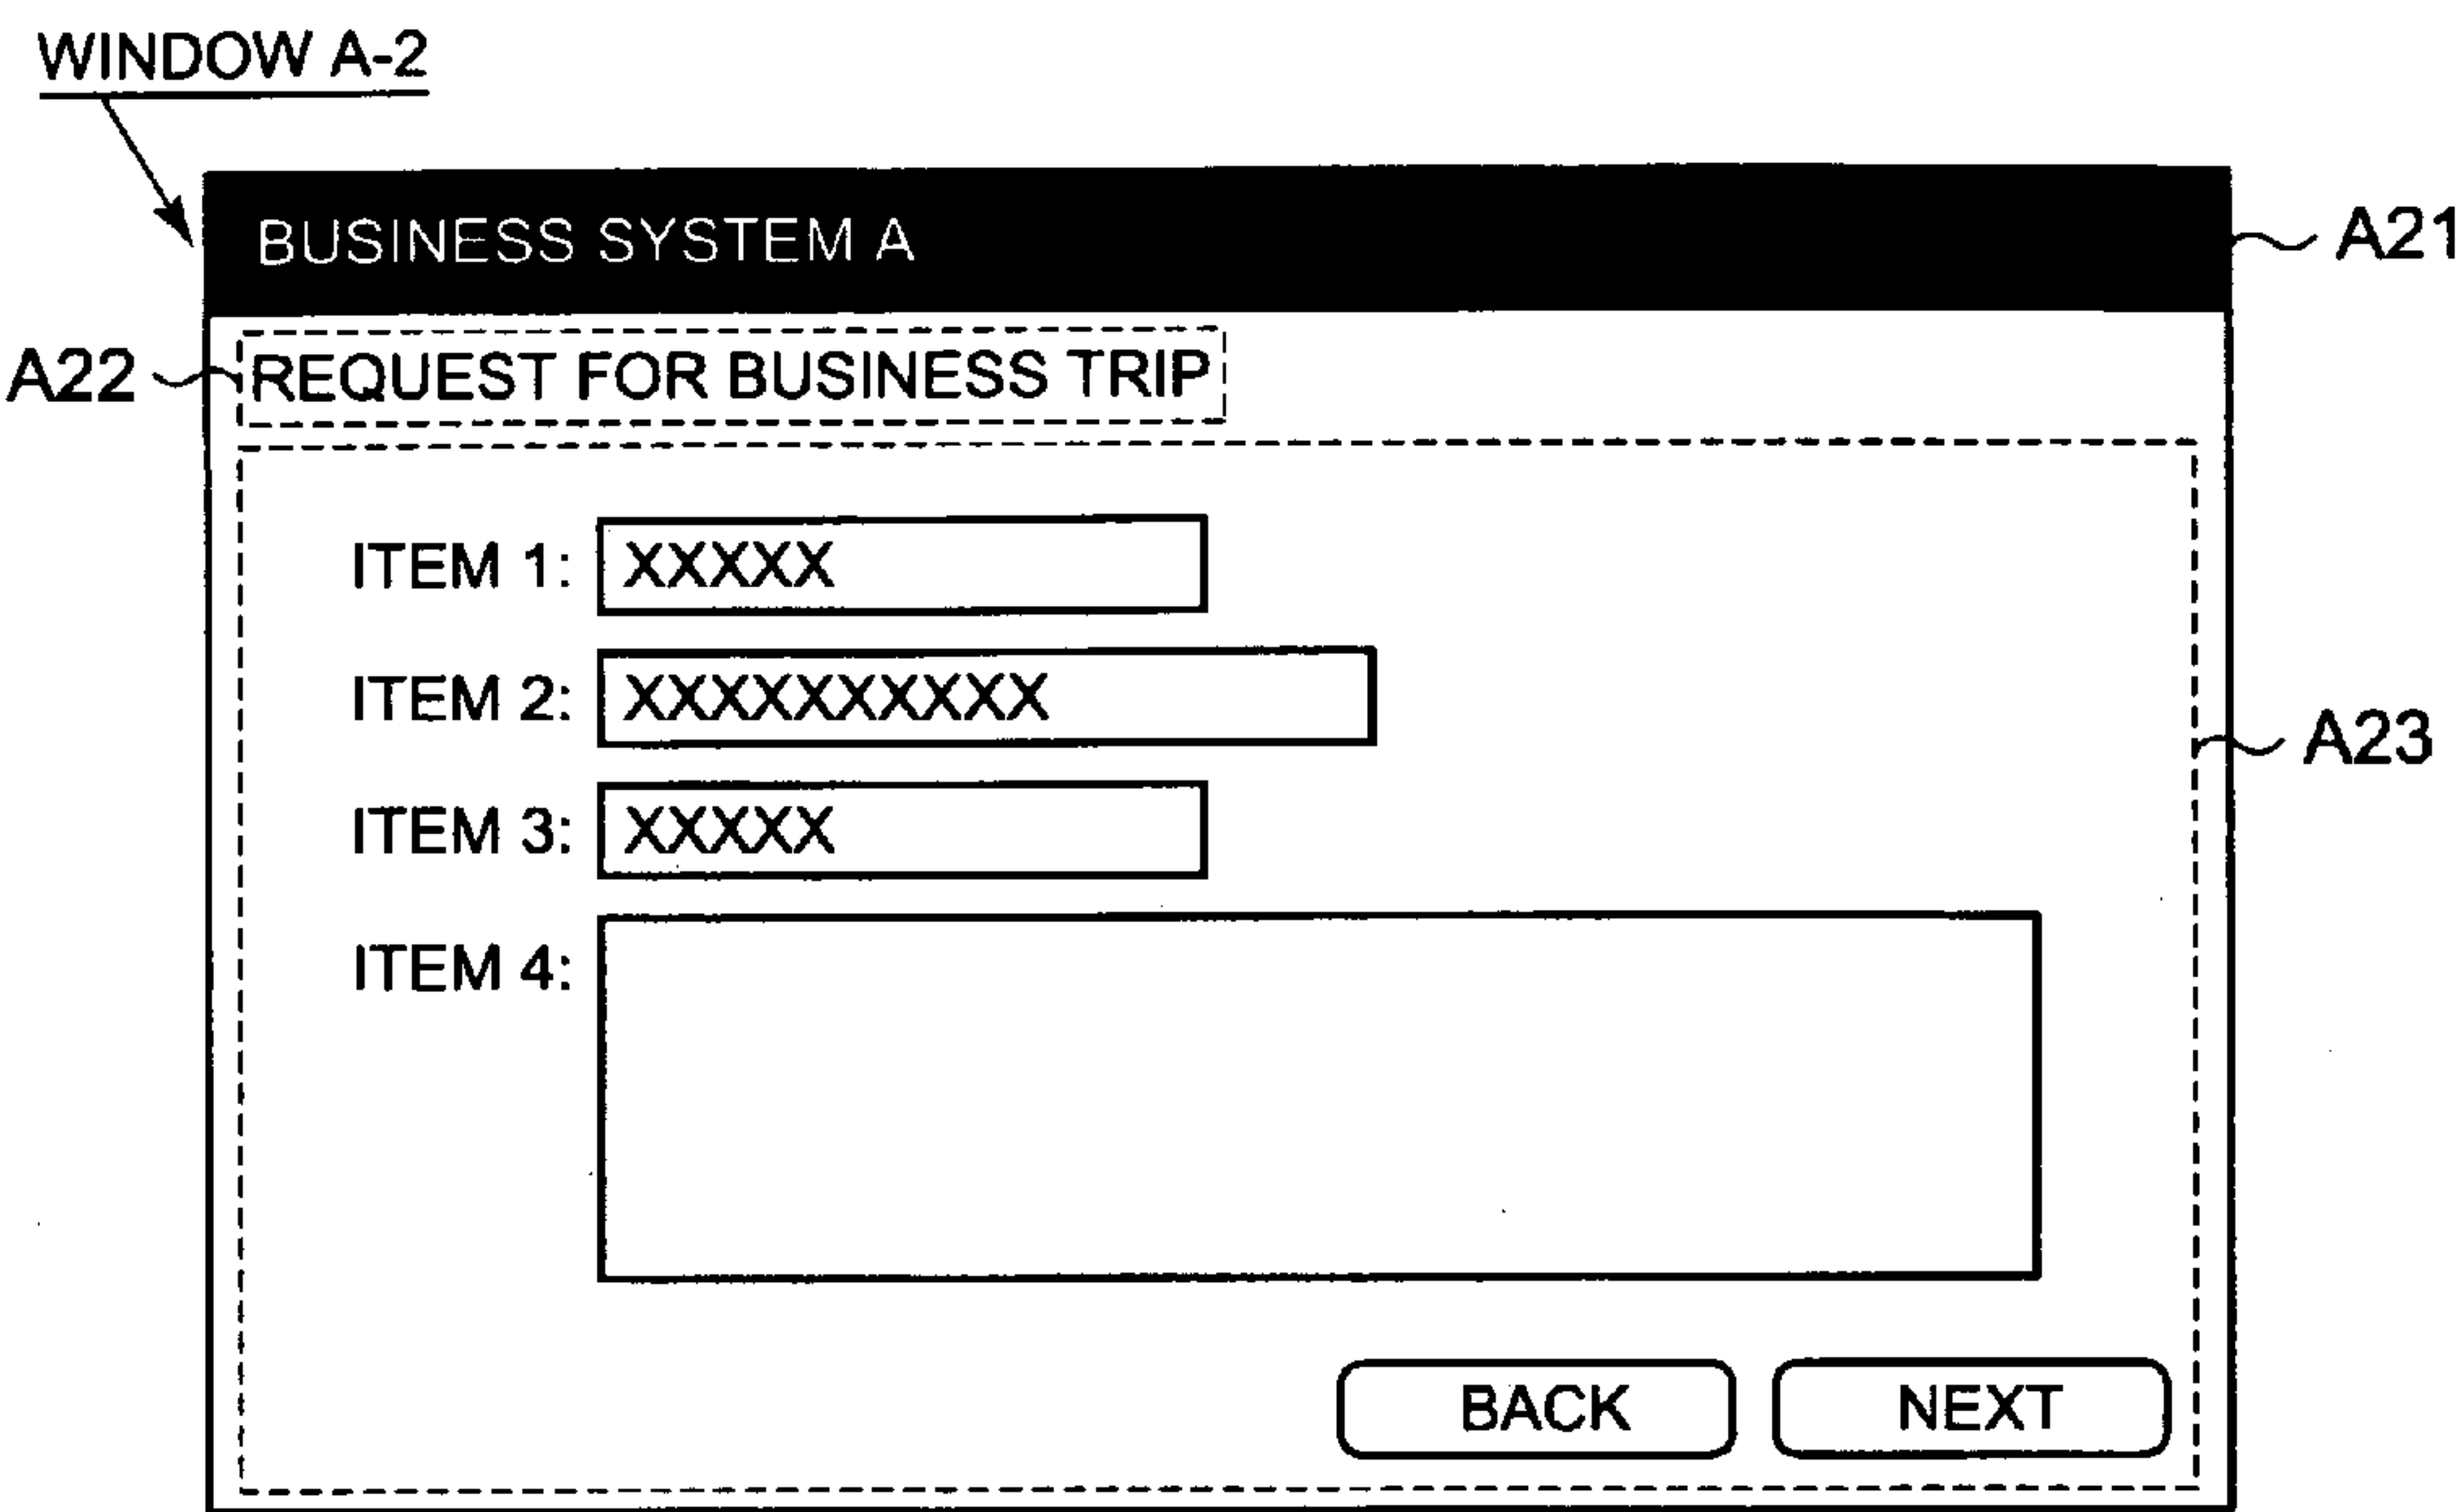 WINDOW A-2
BUSINESS SYSTEM A
A21
A22
REQUEST FOR BUSINESS TRIP
ITEM 1: XXXXX
ITEM 2: XXXXXXXXXX
A23
ITEM 3: XXXXX
ITEM 4:
BACK NEXT